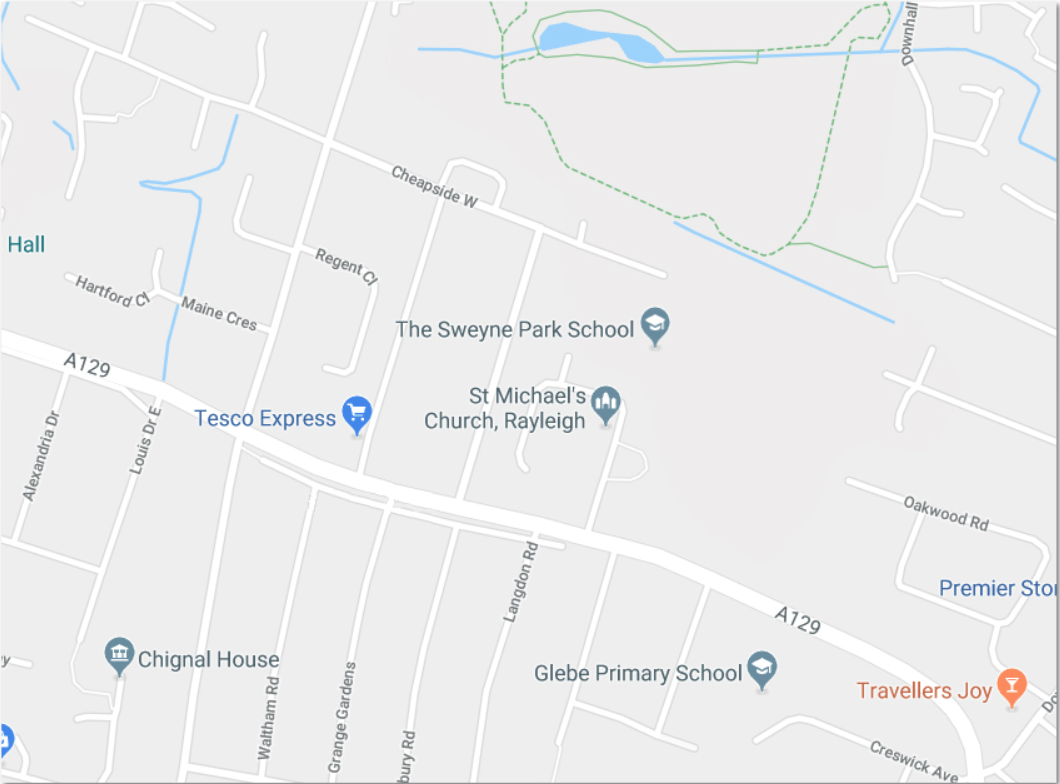 Downhall
Cheapside W
Hall
Regent Cl
Hartford Cl
Maine Cres
The Sweyne Park School
A129
St Michael's
Church, Rayleigh
Tesco Express
Alexandria Dr
Louis Dr E
Oakwood Rd
Langdon Rd
Premier Sto
A129
Chignal House
Glebe Primary School
Travellers Joy
Waltham Rd
Grange Gardens
bury Rd
Creswick Ave
Do
y